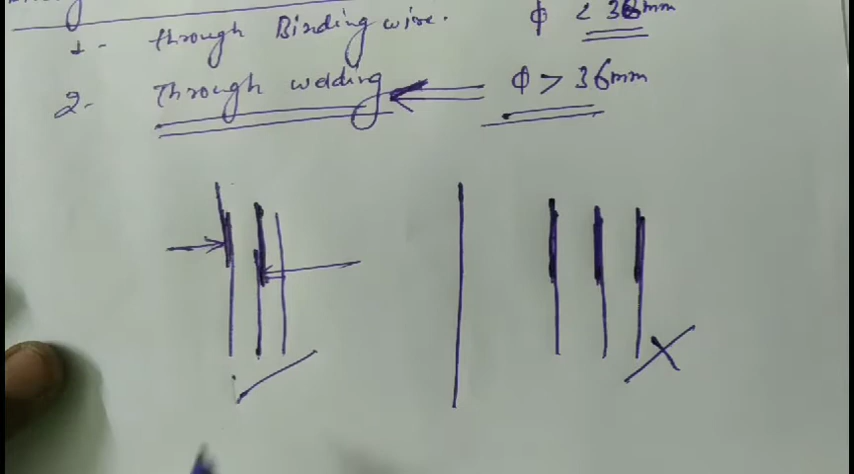 1- through Binding wire. ϕ < 36mm
2- Through welding ϕ > 36mm